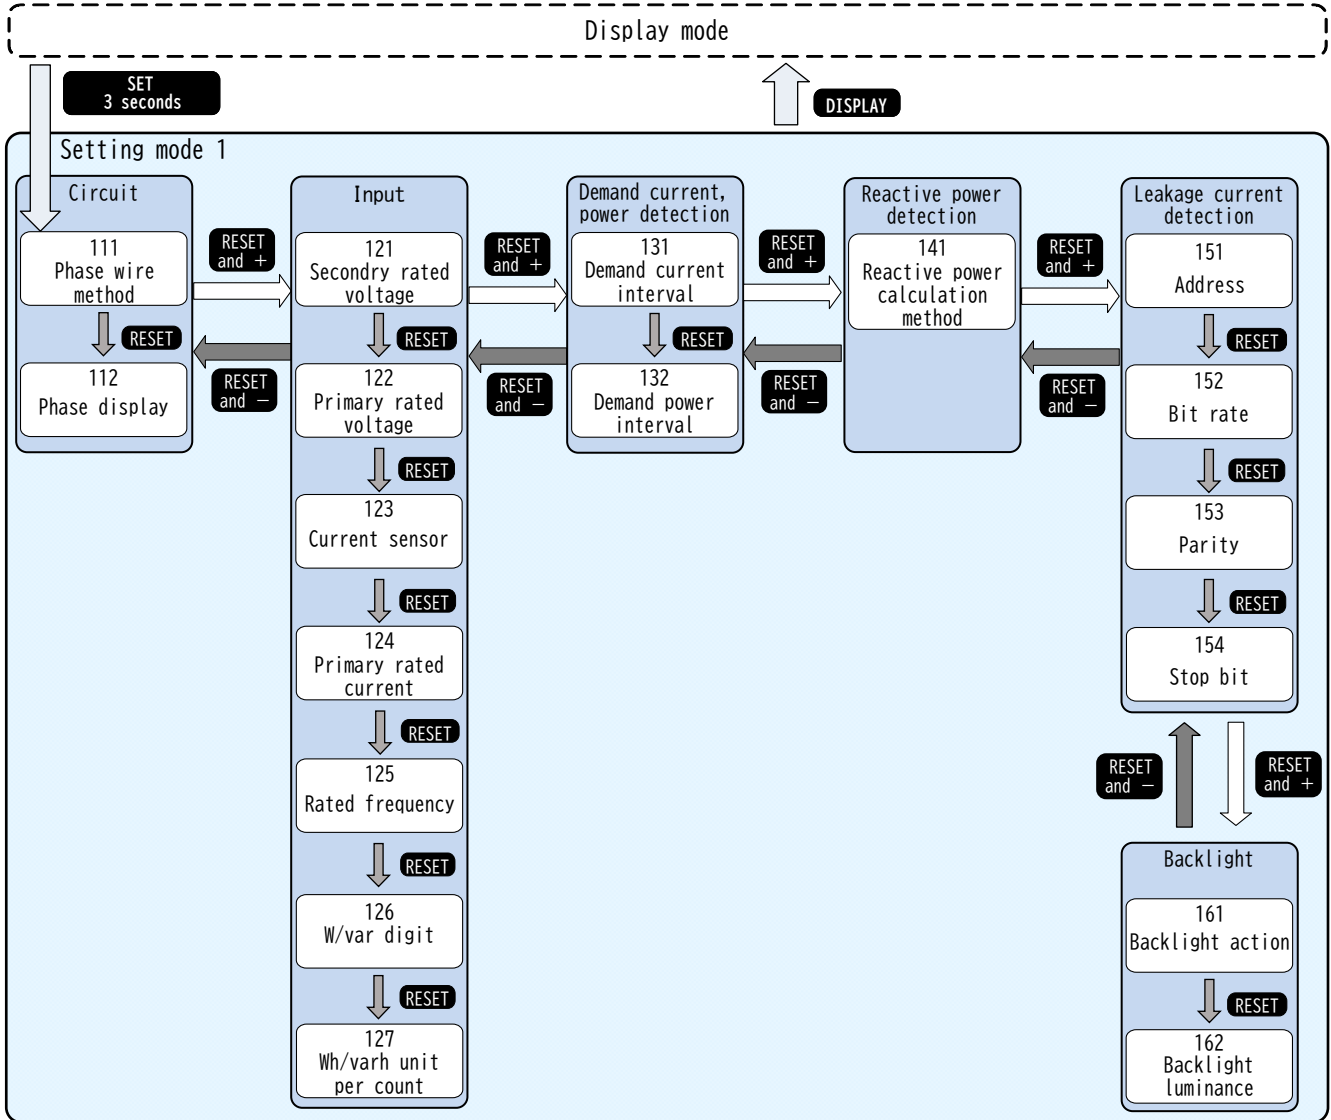 Display mode
SET
3 seconds
DISPLAY
Setting mode 1
Circuit
111
Phase wire
method
RESET
112
Phase display
RESET
and +
RESET
and −
Input
121
Secondry rated
voltage
RESET
122
Primary rated
voltage
RESET
123
Current sensor
RESET
124
Primary rated
current
RESET
125
Rated frequency
RESET
126
W/var digit
RESET
127
Wh/varh unit
per count
RESET
and +
RESET
and −
Demand current,
power detection
131
Demand current
interval
RESET
132
Demand power
interval
RESET
and +
RESET
and −
Reactive power
detection
141
Reactive power
calculation
method
RESET
and +
RESET
and −
Leakage current
detection
151
Address
RESET
152
Bit rate
RESET
153
Parity
RESET
154
Stop bit
RESET
and −
RESET
and +
Backlight
161
Backlight action
RESET
162
Backlight
luminance